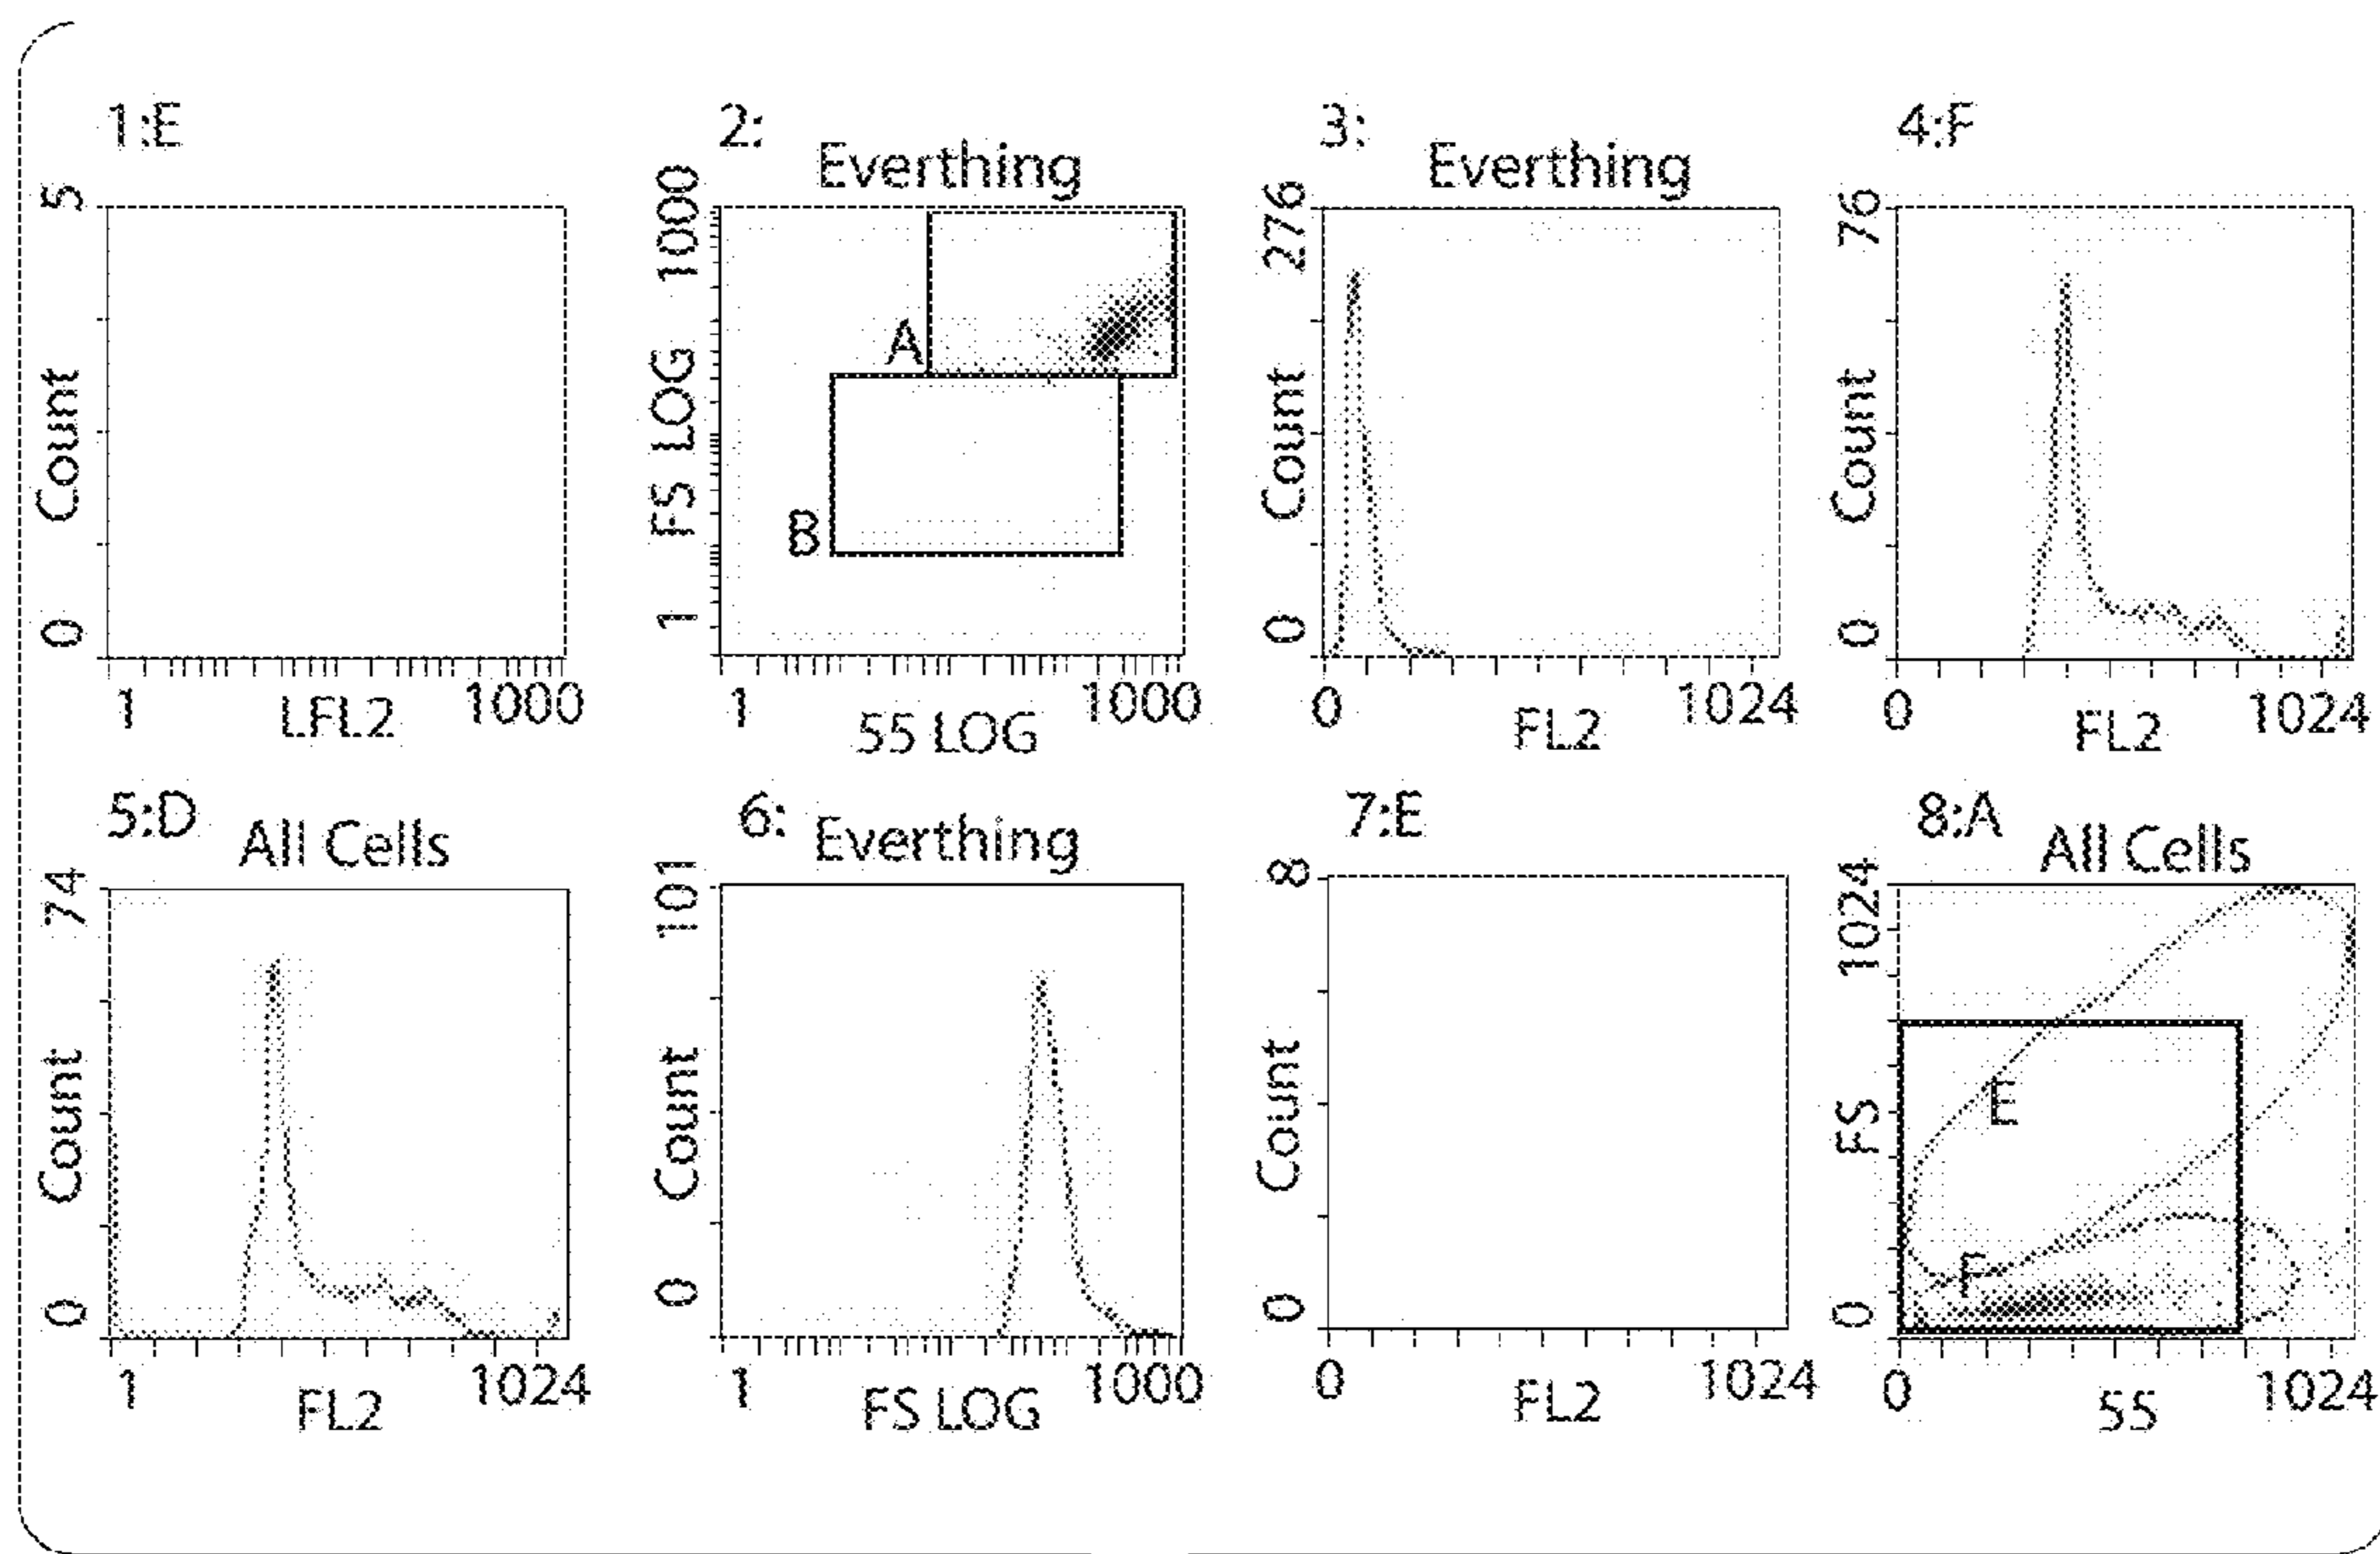 1:E
5
Count
0
1
LFL2
1000
2:
Everthing
1000
FS LOG
1
A
B
1
55 LOG
1000
3:
Everthing
276
Count
0
0
FL2
1024
4:F
76
Count
0
0
FL2
1024
5:D
All Cells
74
Count
0
1
FL2
1024
6:
Everthing
101
Count
0
1
FS LOG
1000
7:E
8
Count
0
0
FL2
1024
8:A
All Cells
1024
FS
0
E
F
0
55
1024